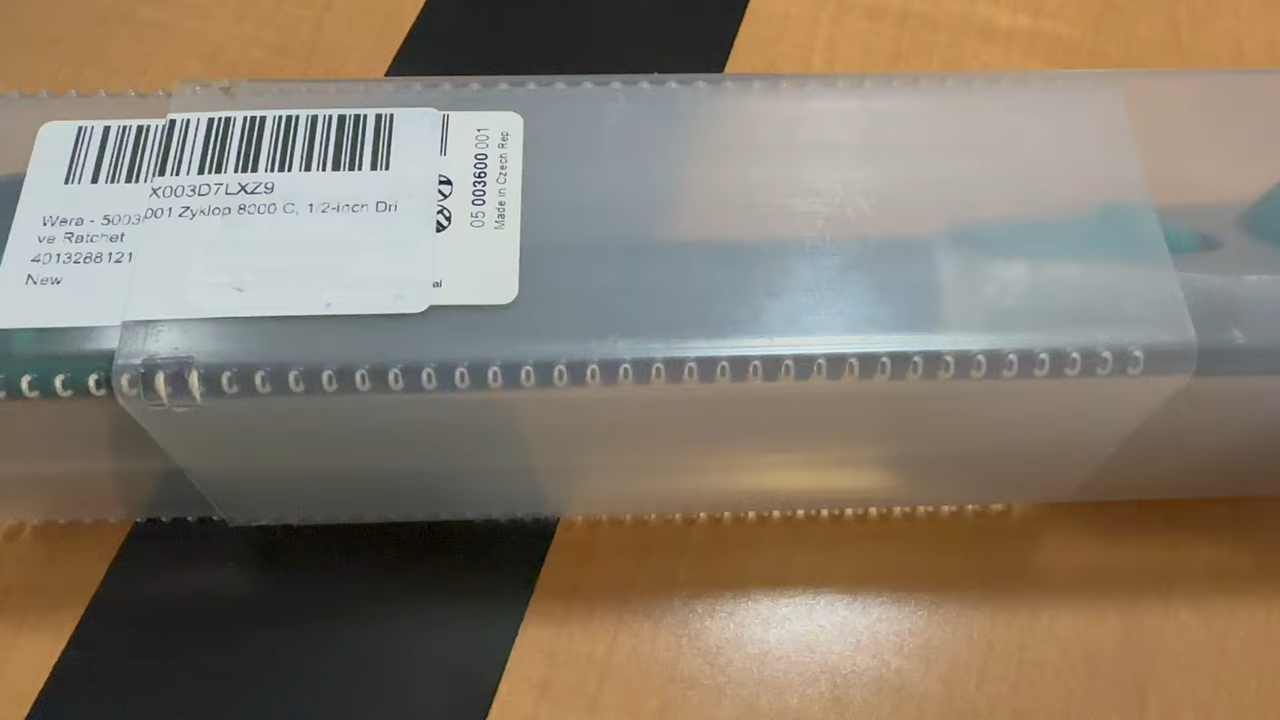 X003D7LXZ9
Wera - 5003 001 Zyklop 8000 C, 1/2-inch Dri
ve Ratchet
4013288121
New
05 003600 001
Made in Czech Rep
al